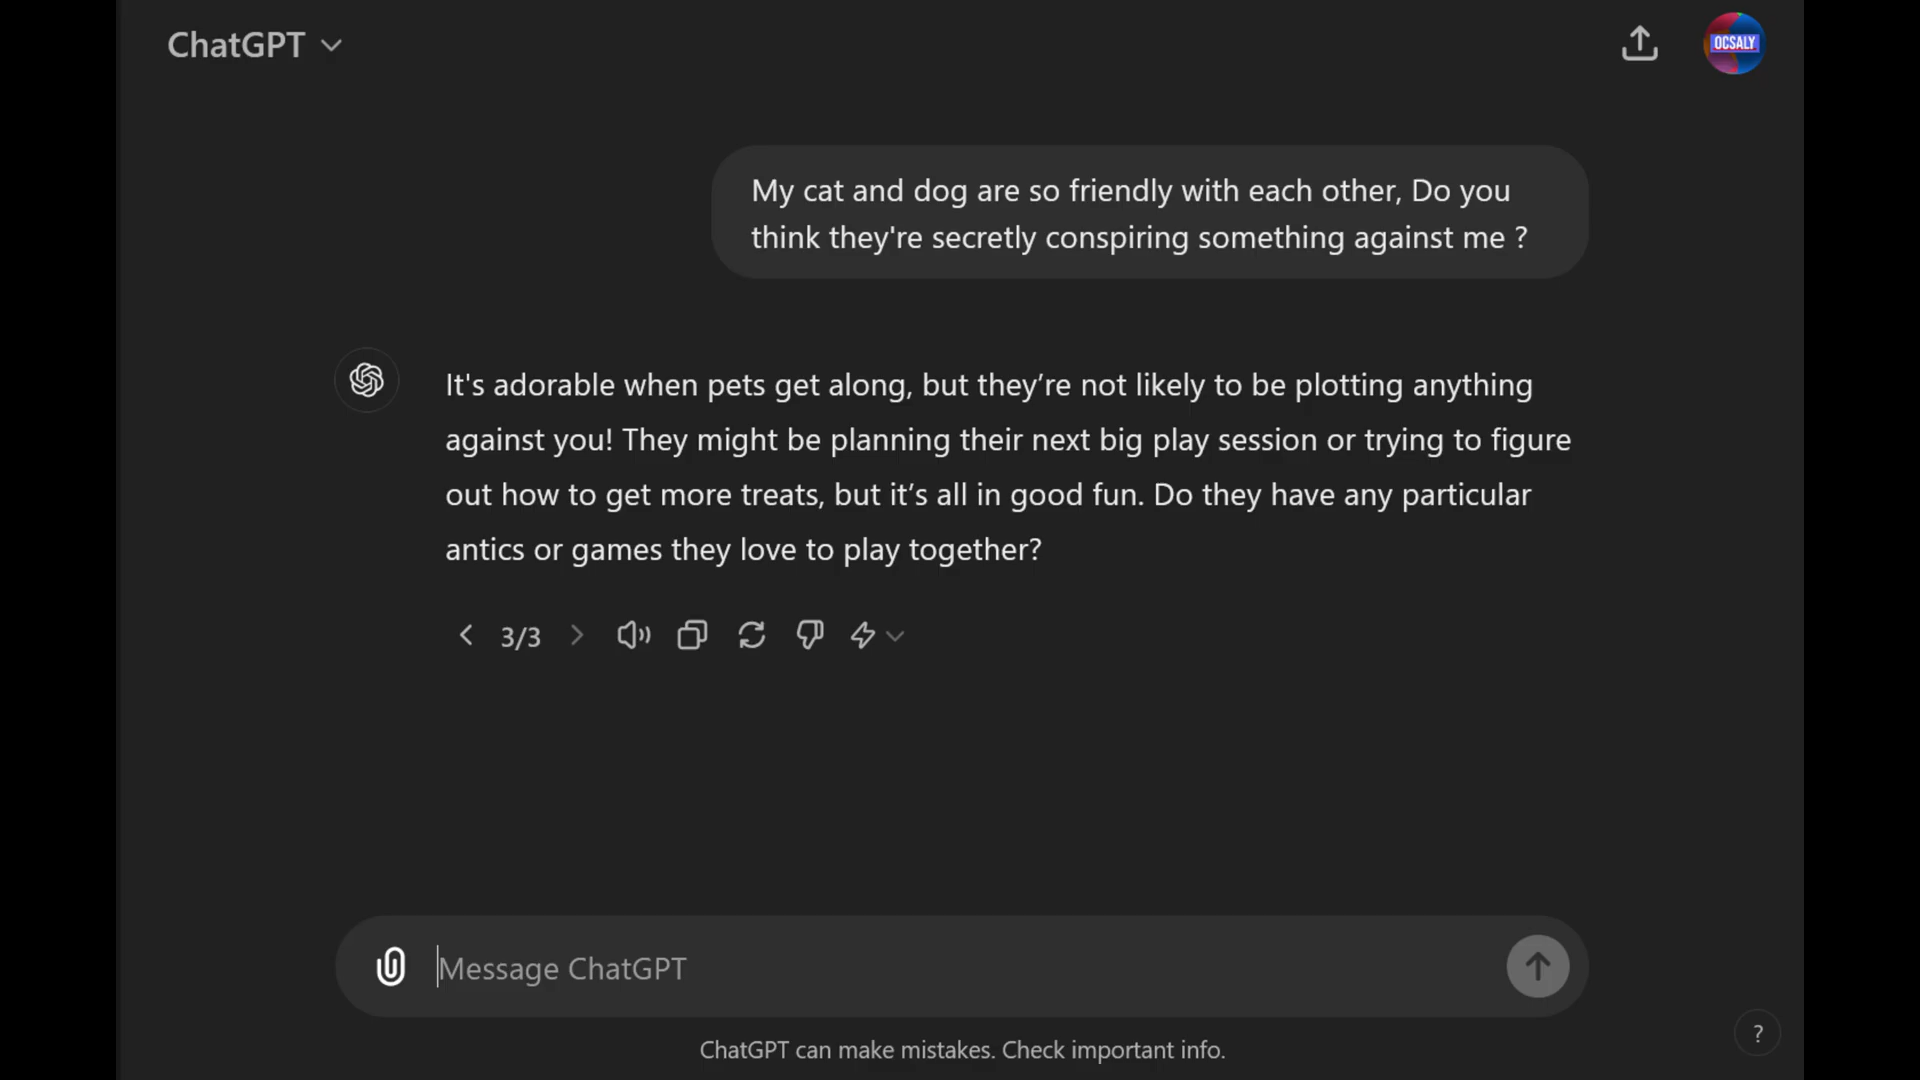 ChatGPT
OCSALY
My cat and dog are so friendly with each other, Do you
think they're secretly conspiring something against me ?
It's adorable when pets get along, but they’re not likely to be plotting anything
against you! They might be planning their next big play session or trying to figure
out how to get more treats, but it’s all in good fun. Do they have any particular
antics or games they love to play together?
3/3
Message ChatGPT
ChatGPT can make mistakes. Check important info.
?